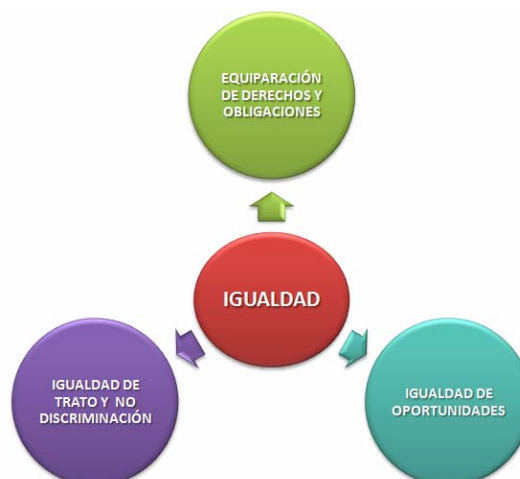 EQUIPARACIÓN
DE DERECHOS Y
OBLIGACIONES
IGUALDAD
IGUALDAD DE
TRATO Y NO
DISCRIMINACIÓN
IGUALDAD DE
OPORTUNIDADES